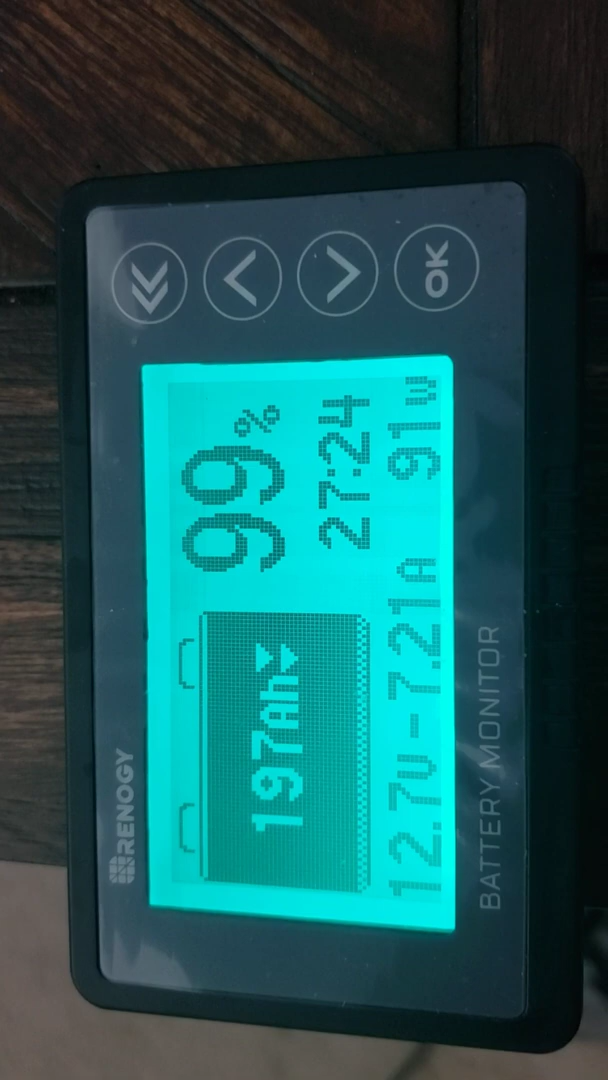 RENOGY
99%
197Ah
27:24
12.7V -7.21A 91W
BATTERY MONITOR
OK